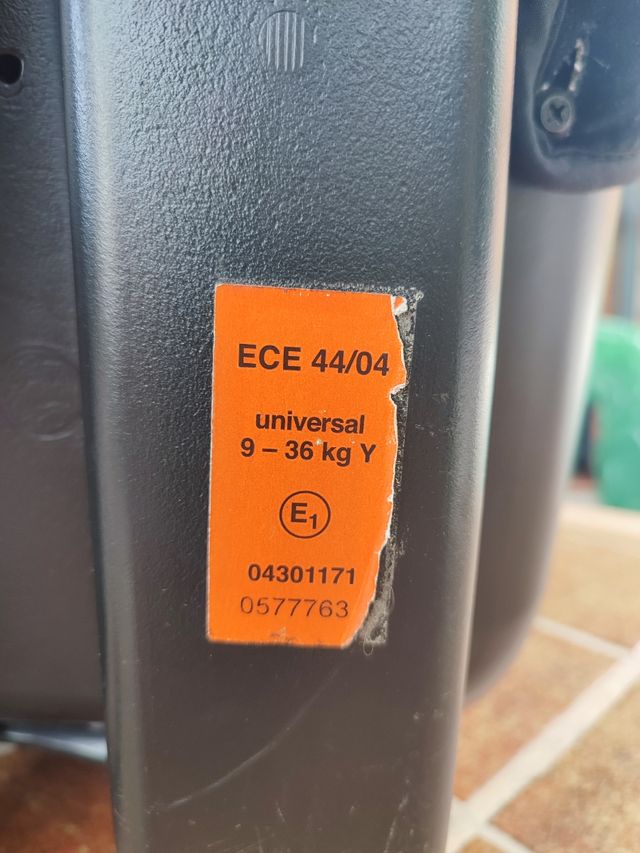 ECE 44/04
universal
9 – 36 kg Y
E1
04301171
0577763